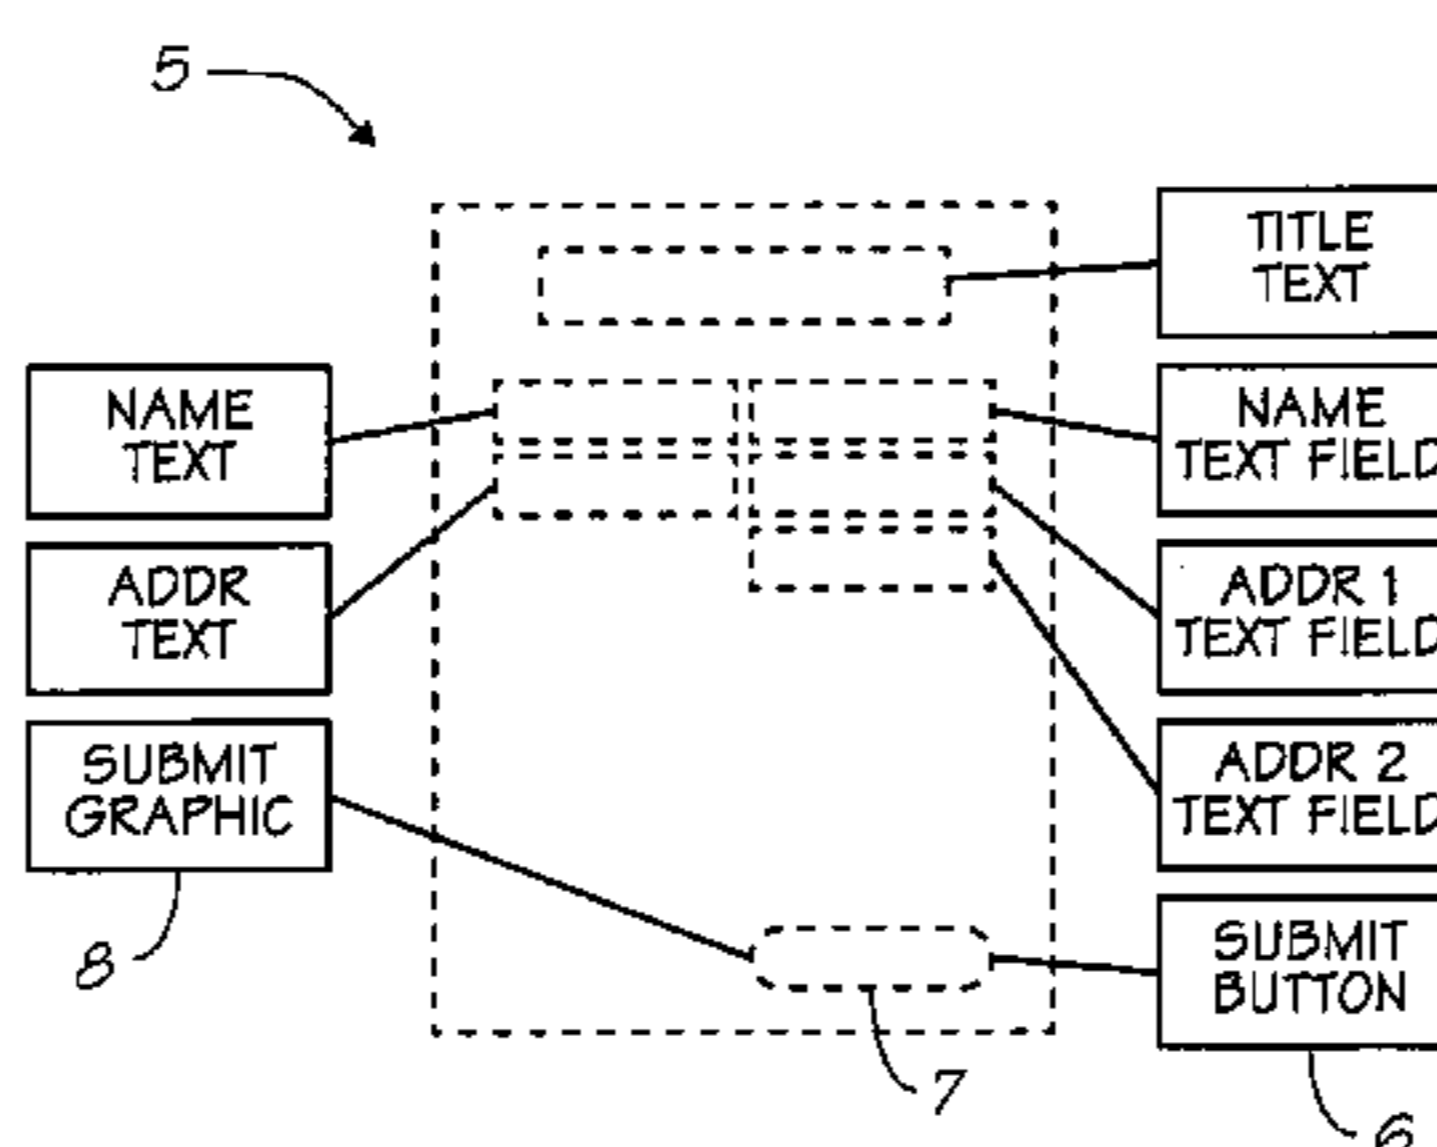 5
TITLE
TEXT
NAME
TEXT
NAME
TEXT FIELD
ADDR
TEXT
ADDR 1
TEXT FIELD
SUBMIT
GRAPHIC
ADDR 2
TEXT FIELD
8
SUBMIT
BUTTON
7
6